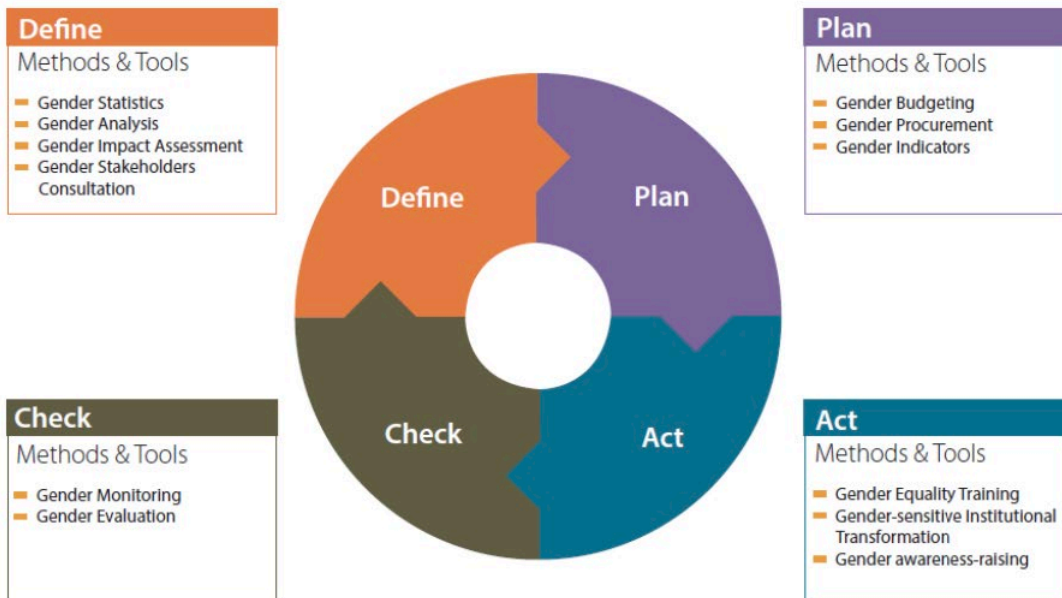 Define
Methods & Tools
Gender Statistics
Gender Analysis
Gender Impact Assessment
Gender Stakeholders
Consultation
Plan
Methods & Tools
Gender Budgeting
Gender Procurement
Gender Indicators
Define
Plan
Check
Act
Check
Methods & Tools
Gender Monitoring
Gender Evaluation
Act
Methods & Tools
Gender Equality Training
Gender-sensitive Institutional
Transformation
Gender awareness-raising